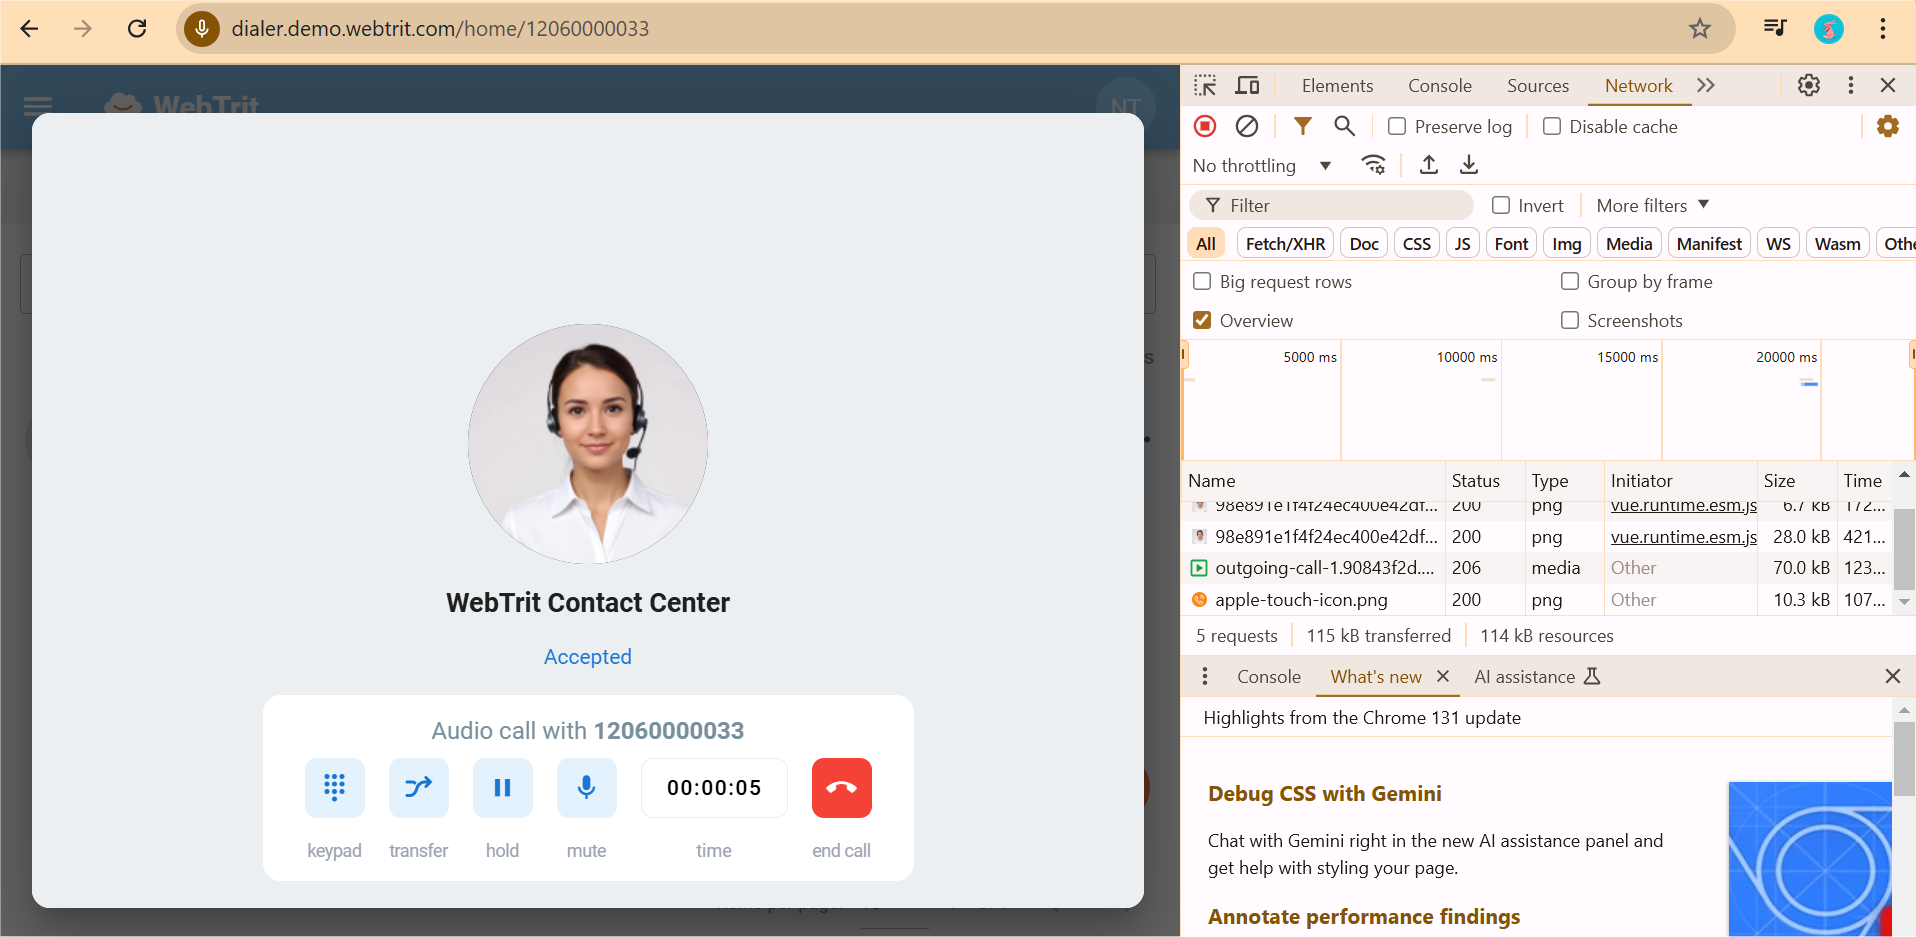 dialer.demo.webtrit.com/home/12060000033
WebTrit
NT
WebTrit Contact Center
Accepted
Audio call with 12060000033
00:00:05
keypad
transfer
hold
mute
time
end call
Elements
Console
Sources
Network
Preserve log
Disable cache
No throttling
Filter
Invert
More filters
All
Fetch/XHR
Doc
CSS
JS
Font
Img
Media
Manifest
WS
Wasm
Othe
Big request rows
Group by frame
Overview
Screenshots
5000 ms
10000 ms
15000 ms
20000 ms
Name Status Type Initiator Size Time
98e891e1f4f24ec400e42df... 200 png vue.runtime.esm.js 6.7 kB 172...
98e891e1f4f24ec400e42df... 200 png vue.runtime.esm.js 28.0 kB 421...
outgoing-call-1.90843f2d.... 206 media Other 70.0 kB 123...
apple-touch-icon.png 200 png Other 10.3 kB 107...
5 requests 115 kB transferred 114 kB resources
Console
What's new
AI assistance
Highlights from the Chrome 131 update
Debug CSS with Gemini
Chat with Gemini right in the new AI assistance panel and
get help with styling your page.
Annotate performance findings